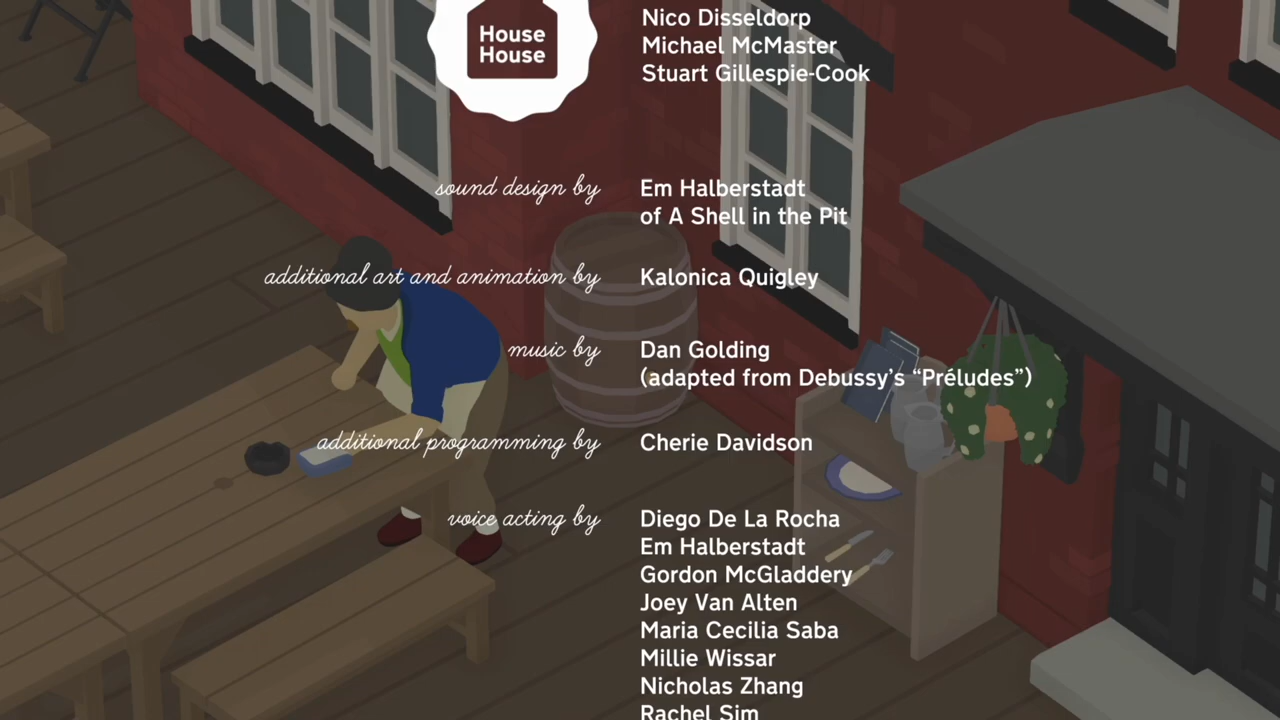 House
House
Nico Disseldorp
Michael McMaster
Stuart Gillespie-Cook
sound design by Em Halberstadt
of A Shell in the Pit
additional art and animation by Kalonica Quigley
music by Dan Golding
(adapted from Debussy's “Préludes”)
additional programming by Cherie Davidson
voice acting by Diego De La Rocha
Em Halberstadt
Gordon McGladdery
Joey Van Alten
Maria Cecilia Saba
Millie Wissar
Nicholas Zhang
Rachel Sim